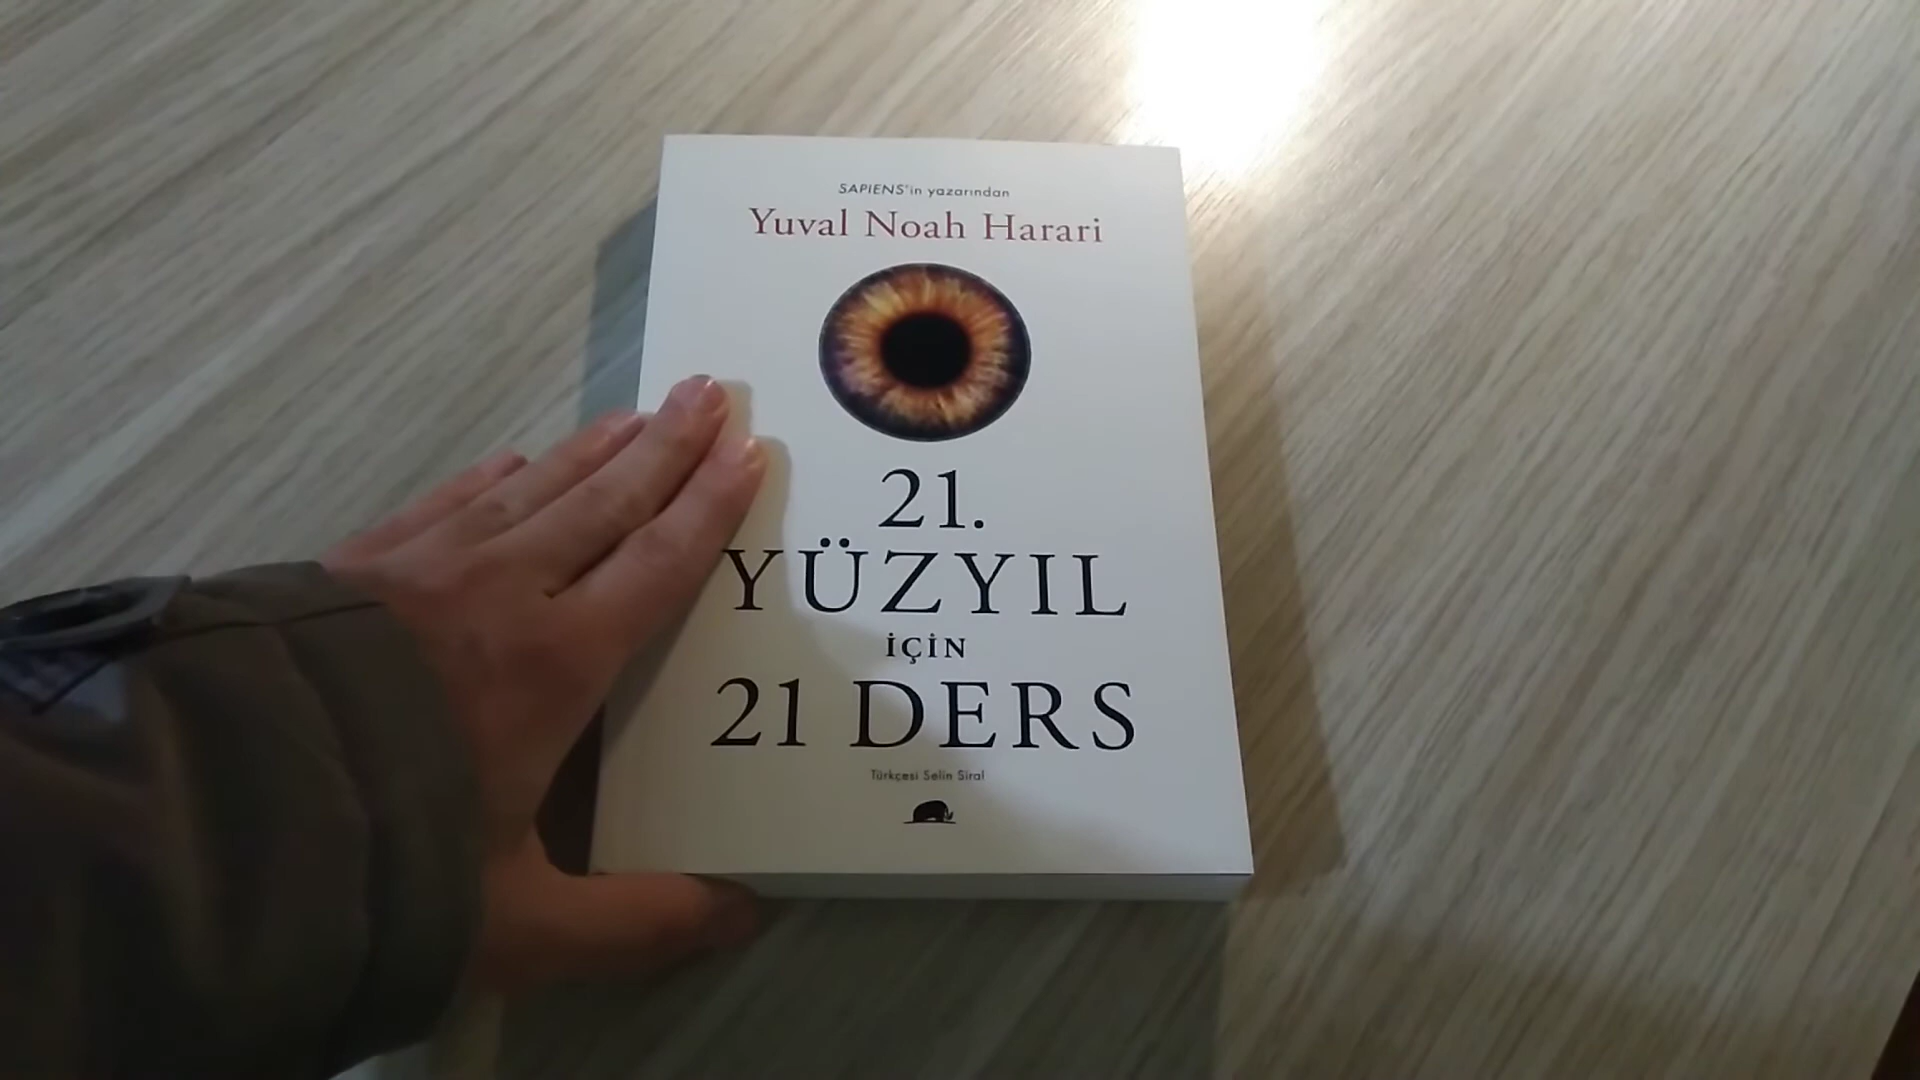 SAPIENS'in yazarından
Yuval Noah Harari
21.
YÜZYIL
İÇİN
21 DERS
Türkçesi Selin Siral